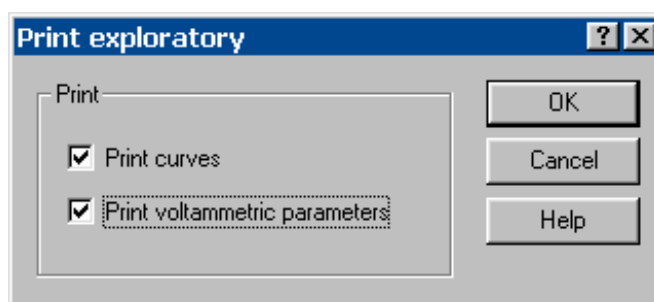 Print exploratory
Print
Print curves
Print voltammetric parameters
OK
Cancel
Help